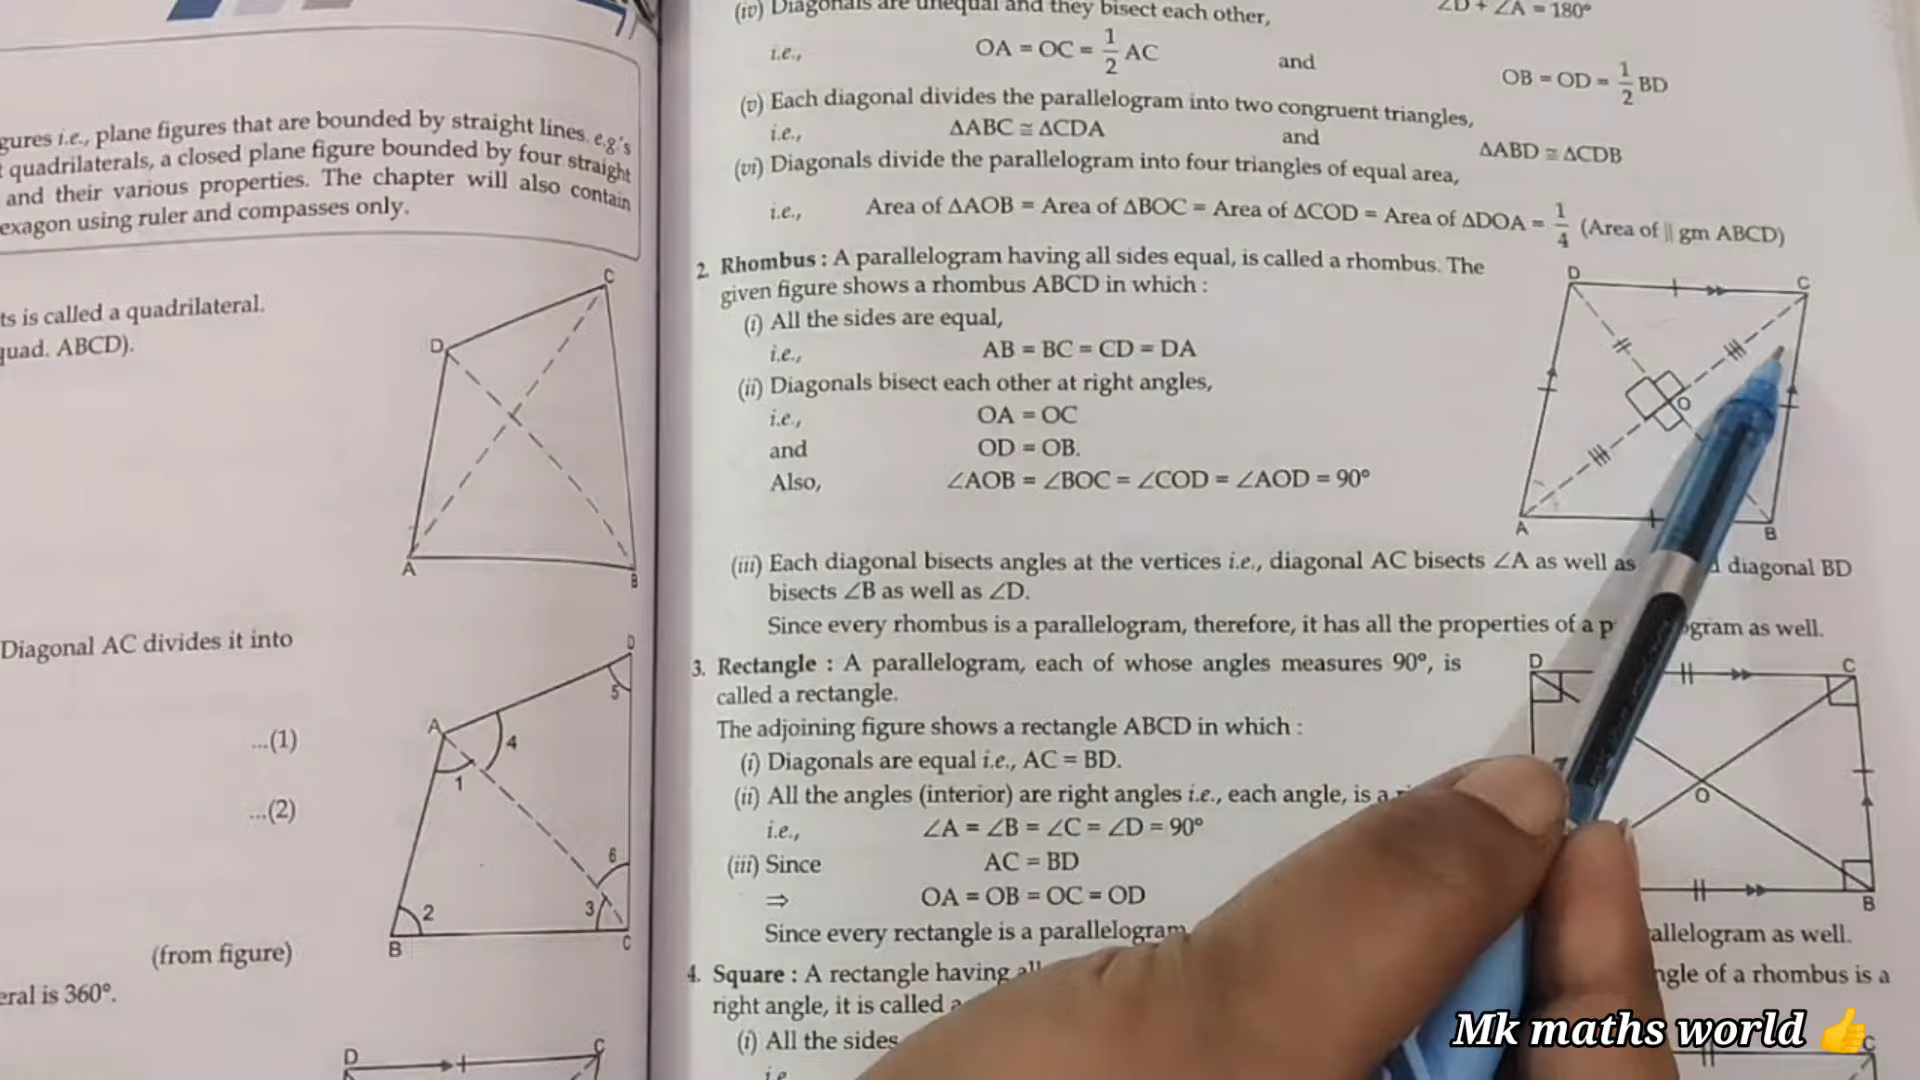 gures i.e., plane figures that are bounded by straight lines. e.g.'s
quadrilaterals, a closed plane figure bounded by four straight
and their various properties. The chapter will also contain
exagon using ruler and compasses only.
ts is called a quadrilateral.
quad. ABCD).
D
C
A
B
Diagonal AC divides it into
...(1)
...(2)
(from figure)
eral is 360°.
D
A
5
4
1
6
2
3
B
C
D
C
(iv) Diagonals are unequal and they bisect each other,
∠D + ∠A = 180°
i.e., OA = OC = 1/2 AC and OB = OD = 1/2 BD
(v) Each diagonal divides the parallelogram into two congruent triangles,
i.e., ΔABC ≅ ΔCDA and ΔABD ≅ ΔCDB
(vi) Diagonals divide the parallelogram into four triangles of equal area,
i.e., Area of ΔAOB = Area of ΔBOC = Area of ΔCOD = Area of ΔDOA = 1/4 (Area of || gm ABCD)
2. Rhombus : A parallelogram having all sides equal, is called a rhombus. The
given figure shows a rhombus ABCD in which :
(i) All the sides are equal,
i.e., AB = BC = CD = DA
(ii) Diagonals bisect each other at right angles,
i.e., OA = OC
and OD = OB.
Also, ∠AOB = ∠BOC = ∠COD = ∠AOD = 90°
D
C
O
A
B
(iii) Each diagonal bisects angles at the vertices i.e., diagonal AC bisects ∠A as well as diagonal BD
bisects ∠B as well as ∠D.
Since every rhombus is a parallelogram, therefore, it has all the properties of a p gram as well.
3. Rectangle : A parallelogram, each of whose angles measures 90°, is
called a rectangle.
The adjoining figure shows a rectangle ABCD in which :
(i) Diagonals are equal i.e., AC = BD.
(ii) All the angles (interior) are right angles i.e., each angle, is a
i.e., ∠A = ∠B = ∠C = ∠D = 90°
(iii) Since AC = BD
⇒ OA = OB = OC = OD
D
C
O
B
Since every rectangle is a parallelogram allelogram as well.
4. Square : A rectangle having all ngle of a rhombus is a
right angle, it is called a
(i) All the sides
i.e
C
Mk maths world 👍